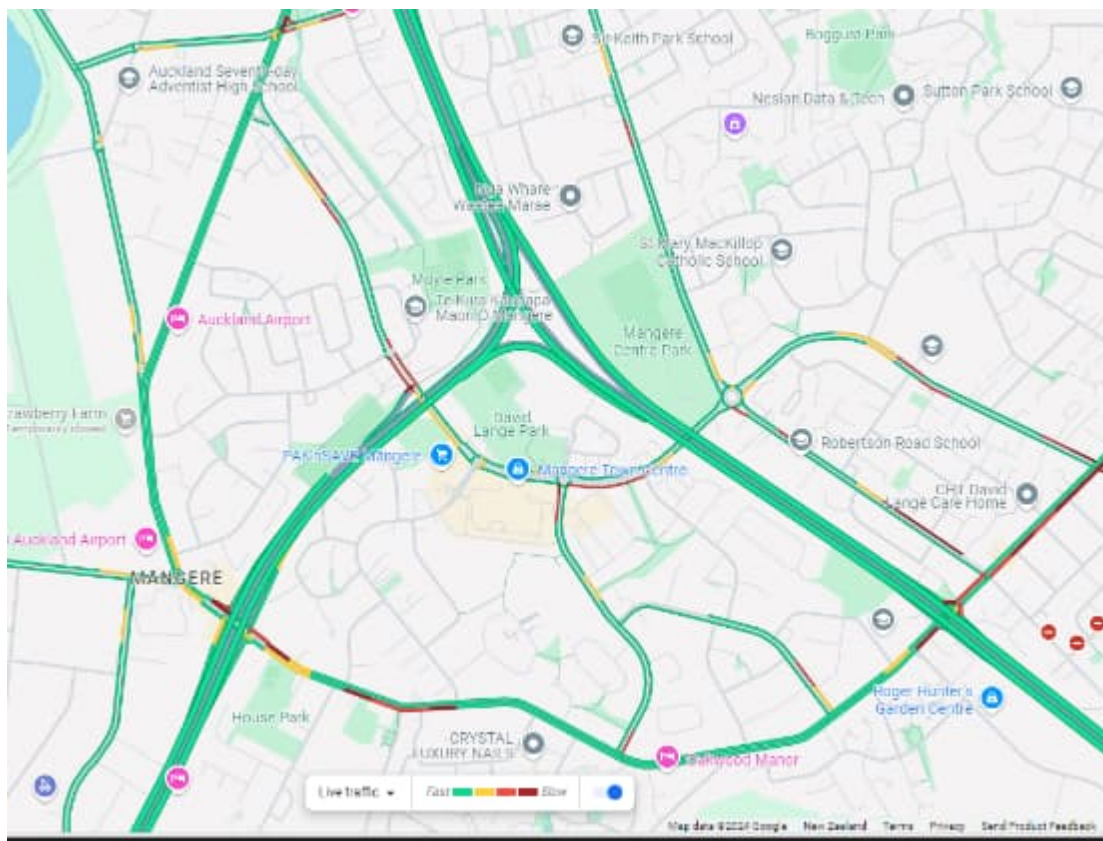 Sir Keith Park School
Boggust Park
Auckland Seventh-day
Adventist High School
Sutton Park School
Nga Whare
Waatea Marae
St Mary MacKillop
Catholic School
Moyle Park
Te Kura Kaupapa
Maori O Mangere
Auckland Airport
Mangere
Centre Park
Strawberry Farm
Temporarily closed
David
Lange Park
Robertson Road School
PAK'nSAVE Mangere
Mangere Town Centre
CHT David
Lange Care Home
Auckland Airport
MANGERE
Roger Hunter's
Garden Centre
House Park
CRYSTAL
LUXURY NAILS
Oakwood Manor
Live traffic
Fast
Slow
Map data ©2024 Google
New Zealand
Terms
Privacy
Send Product Feedback